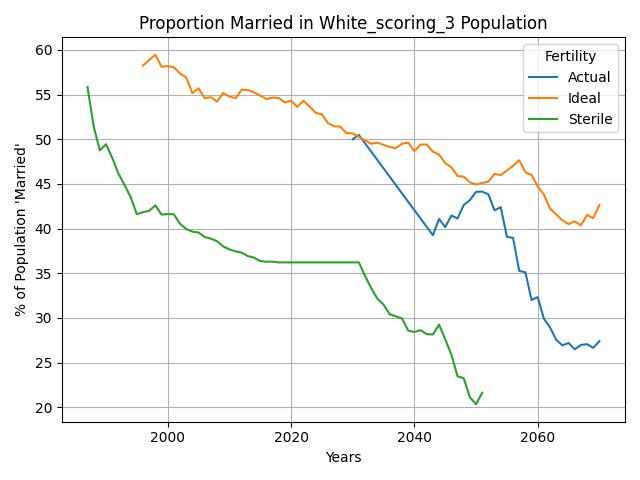 Proportion Married in White_scoring_3 Population
% of Population 'Married'
60
55
50
45
40
35
30
25
20
Fertility
Actual
Ideal
Sterile
2000
2020
2040
2060
Years